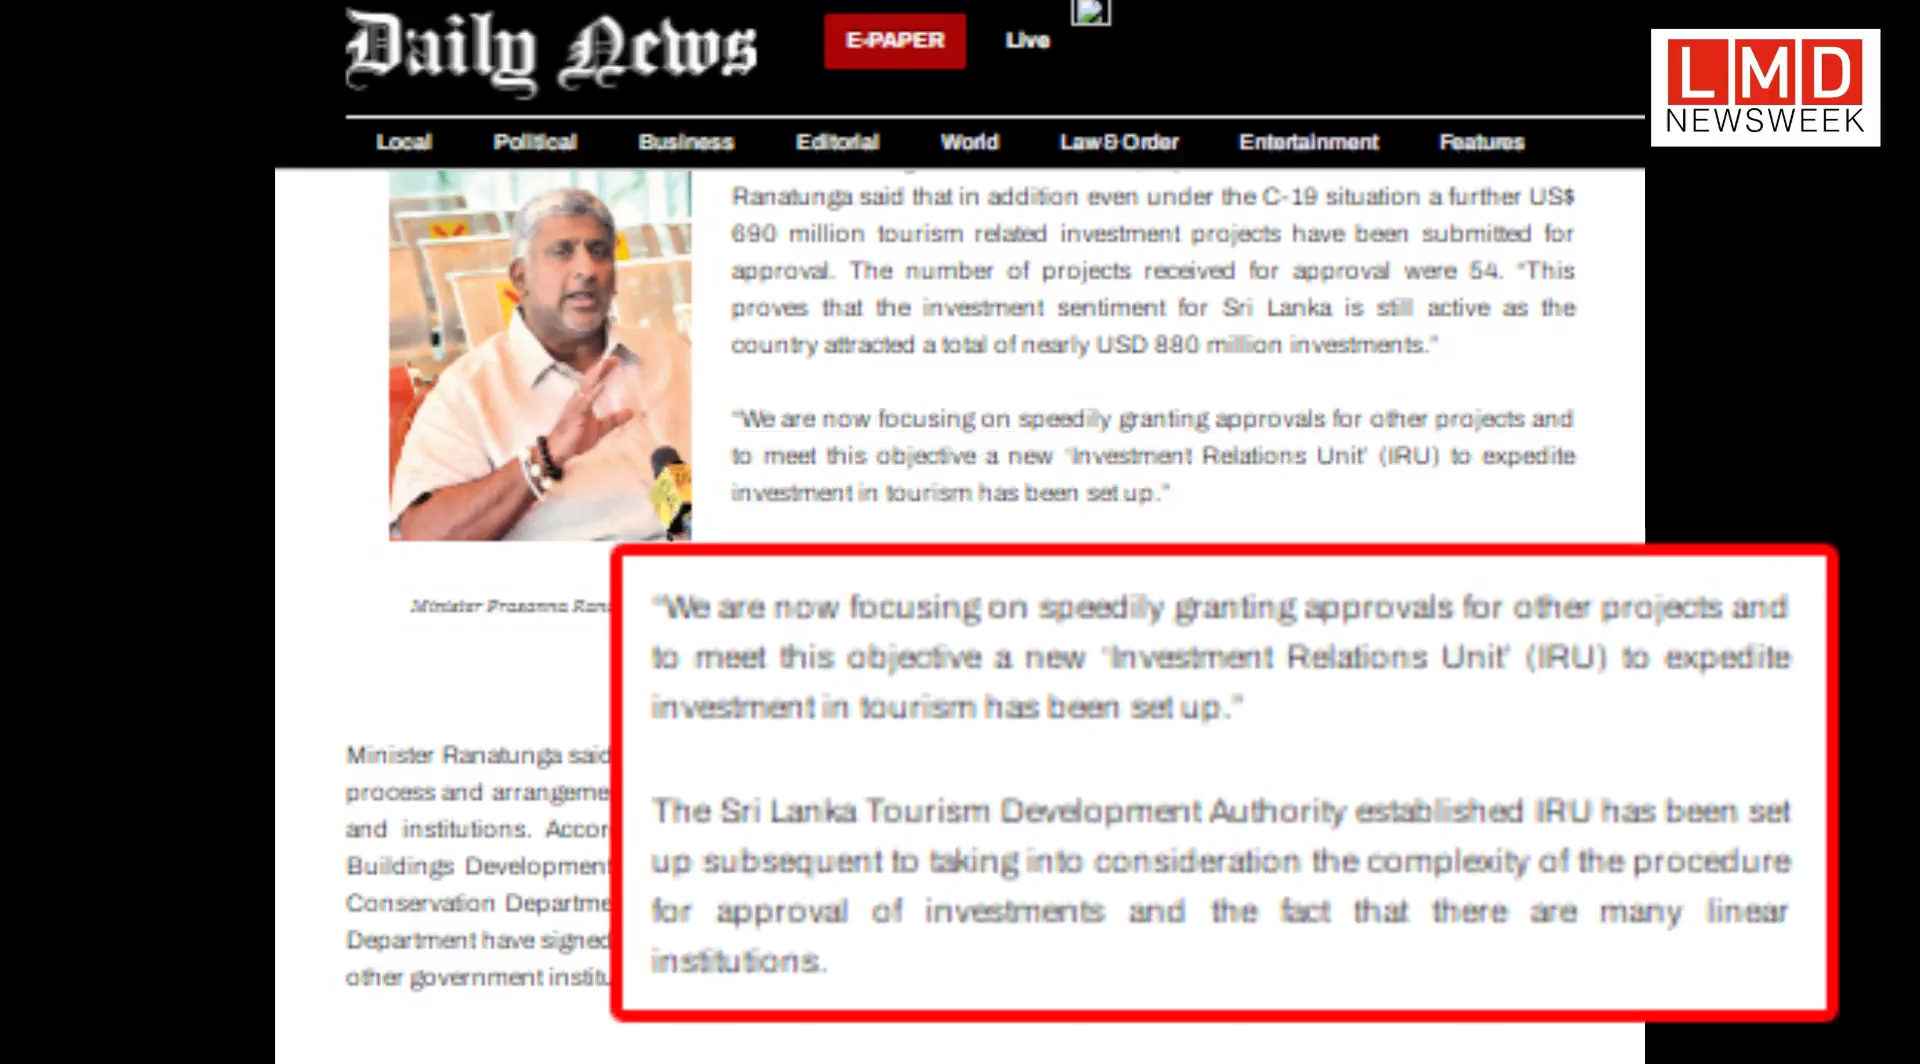 Daily News
E-PAPER
Live
LMD
NEWSWEEK
Local Political Business Editorial World Law&Order Entertainment Features
Ranatunga said that in addition even under the C-19 situation a further US$
690 million tourism related investment projects have been submitted for
approval. The number of projects received for approval were 54. “This
proves that the investment sentiment for Sri Lanka is still active as the
country attracted a total of nearly USD 880 million investments.”
“We are now focusing on speedily granting approvals for other projects and
to meet this objective a new ‘Investment Relations Unit’ (IRU) to expedite
investment in tourism has been set up.”
Minister Prasanna
Minister Ranatunga said
process and
and institutions.
Buildings Development
Conservation
Department have signed
other government
“We are now focusing on speedily granting approvals for other projects and
to meet this objective a new ‘Investment Relations Unit’ (IRU) to expedite
investment in tourism has been set up.”
The Sri Lanka Tourism Development Authority established IRU has been set
up subsequent to taking into consideration the complexity of the procedure
for approval of investments and the fact that there are many linear
institutions.